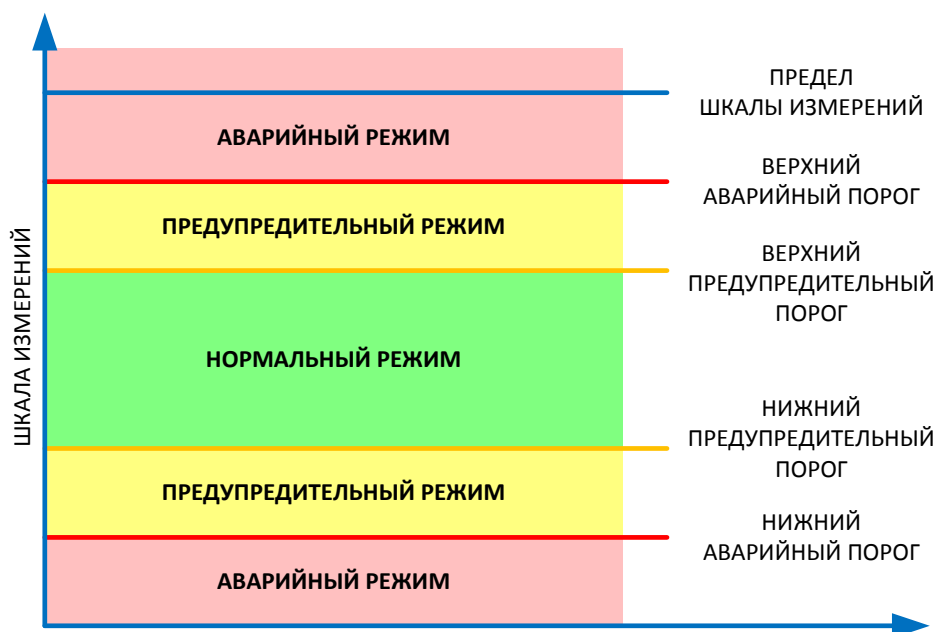 ПРЕДЕЛ
ШКАЛЫ ИЗМЕРЕНИЙ
АВАРИЙНЫЙ РЕЖИМ
ВЕРХНИЙ
АВАРИЙНЫЙ ПОРОГ
ПРЕДУПРЕДИТЕЛЬНЫЙ РЕЖИМ
ВЕРХНИЙ
ПРЕДУПРЕДИТЕЛЬНЫЙ
ПОРОГ
ШКАЛА ИЗМЕРЕНИЙ
НОРМАЛЬНЫЙ РЕЖИМ
НИЖНИЙ
ПРЕДУПРЕДИТЕЛЬНЫЙ
ПОРОГ
ПРЕДУПРЕДИТЕЛЬНЫЙ РЕЖИМ
НИЖНИЙ
АВАРИЙНЫЙ ПОРОГ
АВАРИЙНЫЙ РЕЖИМ